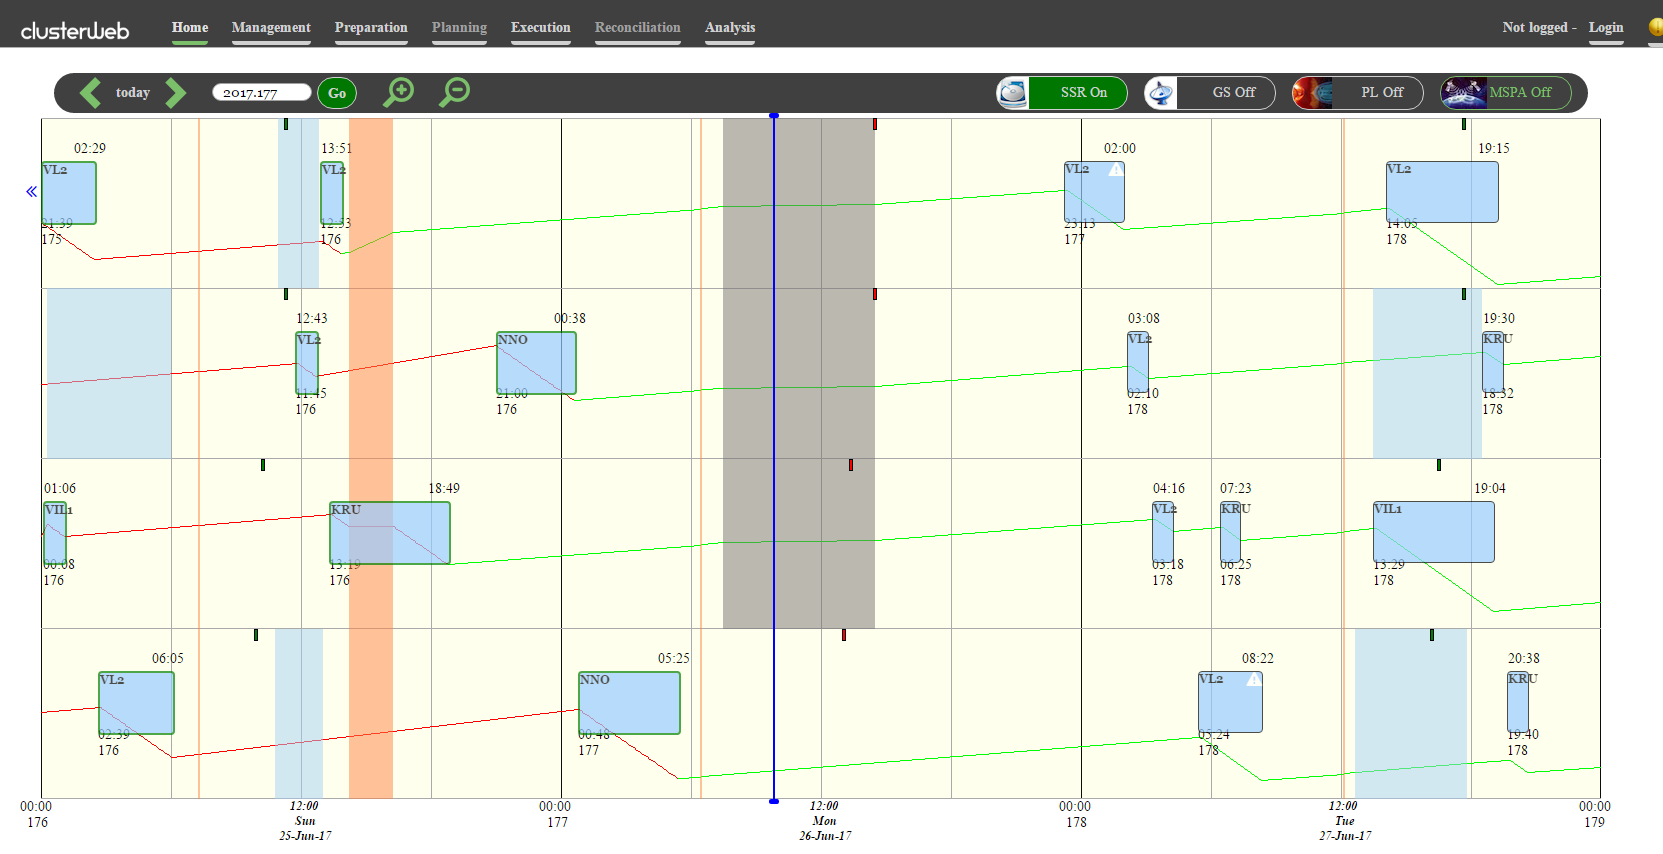 clusterweb Home Management Preparation Planning Execution Reconciliation Analysis Not logged - Login
today 2017.177 Go SSR On GS Off PL Off MSPA Off
02:29 13:51 02:00 19:15
VL2 VL2 VL2 VL2
21:39 12:53 23:13 14:05
175 176 177 178
12:43 00:38 03:08 19:30
VL2 NNO VL2 KRU
11:45 21:00 02:10 18:32
176 176 178 178
01:06 18:49 04:16 07:23 19:04
VIL1 KRU VL2 KRU VIL1
00:08 13:19 03:18 06:25 13:29
176 176 178 178 178
06:05 05:25 08:22 20:38
VL2 NNO VL2 KRU
02:39 00:48 05:24 19:40
176 177 178 178
00:00 12:00 00:00 12:00 00:00 12:00 00:00
176 Sun 177 Mon 178 Tue 179
25-Jun-17 26-Jun-17 27-Jun-17